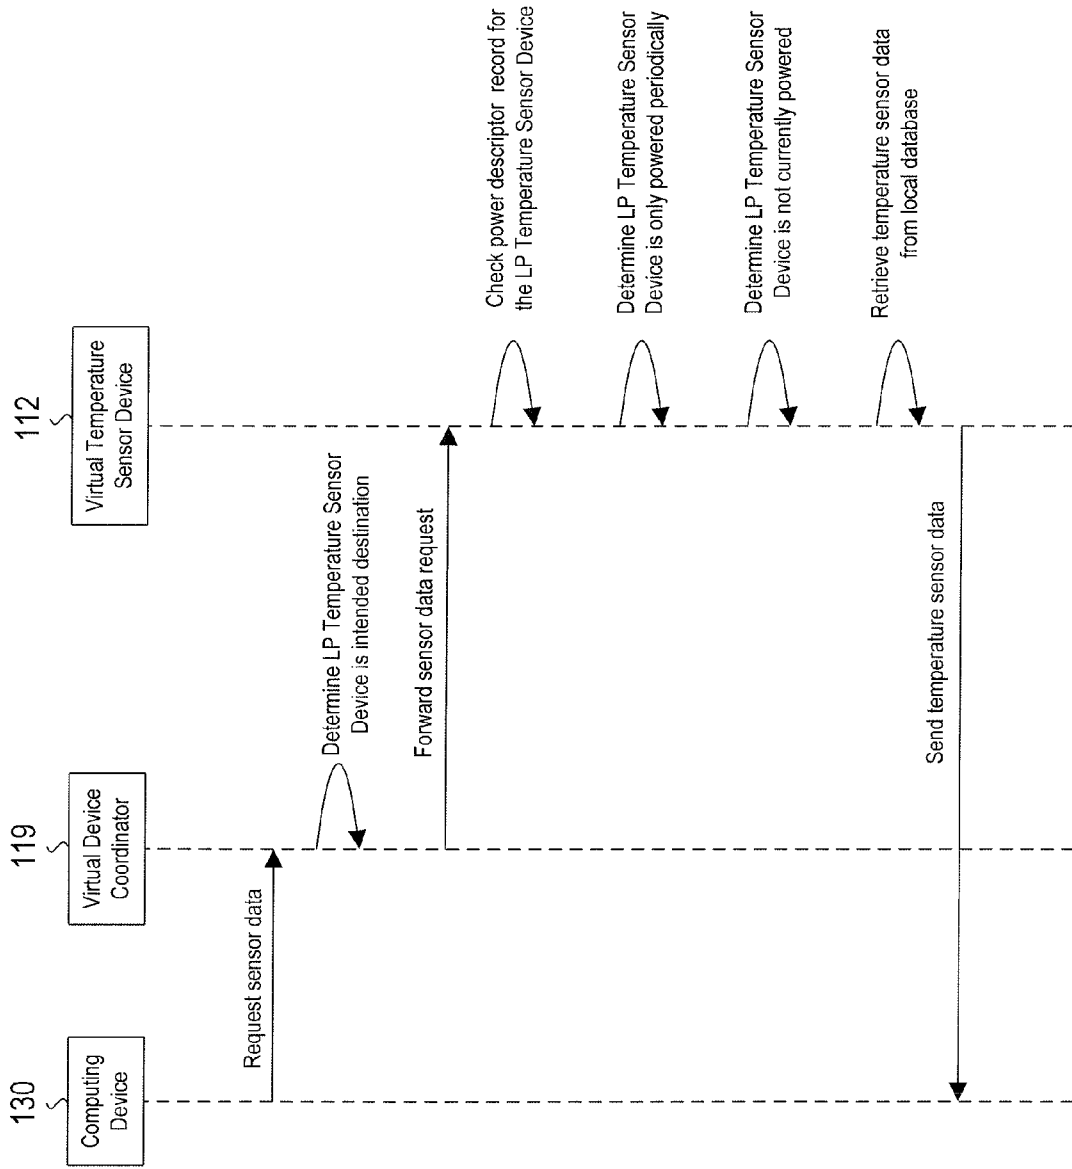 130
Computing
Device
119
Virtual Device
Coordinator
112
Virtual Temperature
Sensor Device
Request sensor data
Determine LP Temperature Sensor
Device is intended destination
Forward sensor data request
Check power descriptor record for
the LP Temperature Sensor Device
Determine LP Temperature Sensor
Device is only powered periodically
Determine LP Temperature Sensor
Device is not currently powered
Retrieve temperature sensor data
from local database
Send temperature sensor data